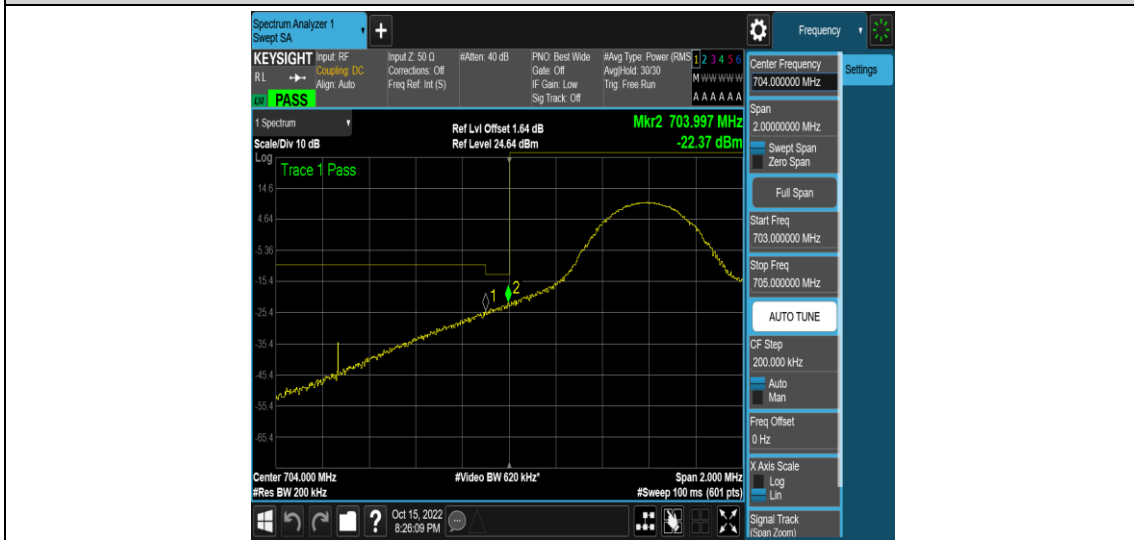 Spectrum Analyzer 1
Swept SA
+
Frequency
KEYSIGHT
RL
LXI
PASS
Input: RF
Coupling: DC
Align: Auto
Input Z: 50 Ω
Corrections: Off
Freq Ref: Int (S)
#Atten: 40 dB
PNO: Best Wide
Gate: Off
IF Gain: Low
Sig Track: Off
#Avg Type: Power (RMS
Avg|Hold: 30/30
Trig: Free Run
1 2 3 4 5 6
M W W W W W
A A A A A A
Center Frequency
704.000000 MHz
Settings
1 Spectrum
Scale/Div 10 dB
Ref Lvl Offset 1.64 dB
Ref Level 24.64 dBm
Mkr2 703.997 MHz
-22.37 dBm
Span
2.00000000 MHz
Swept Span
Zero Span
Full Span
Start Freq
703.000000 MHz
Stop Freq
705.000000 MHz
AUTO TUNE
CF Step
200.000 kHz
Auto
Man
Freq Offset
0 Hz
X Axis Scale
Log
Lin
Signal Track
(Span Zoom)
Log
Trace 1 Pass
14.6
4.64
-5.36
-15.4
-25.4
-35.4
-45.4
-55.4
-65.4
1
2
Center 704.000 MHz
#Res BW 200 kHz
#Video BW 620 kHz*
Span 2.000 MHz
#Sweep 100 ms (601 pts)
?
Oct 15, 2022
8:26:09 PM